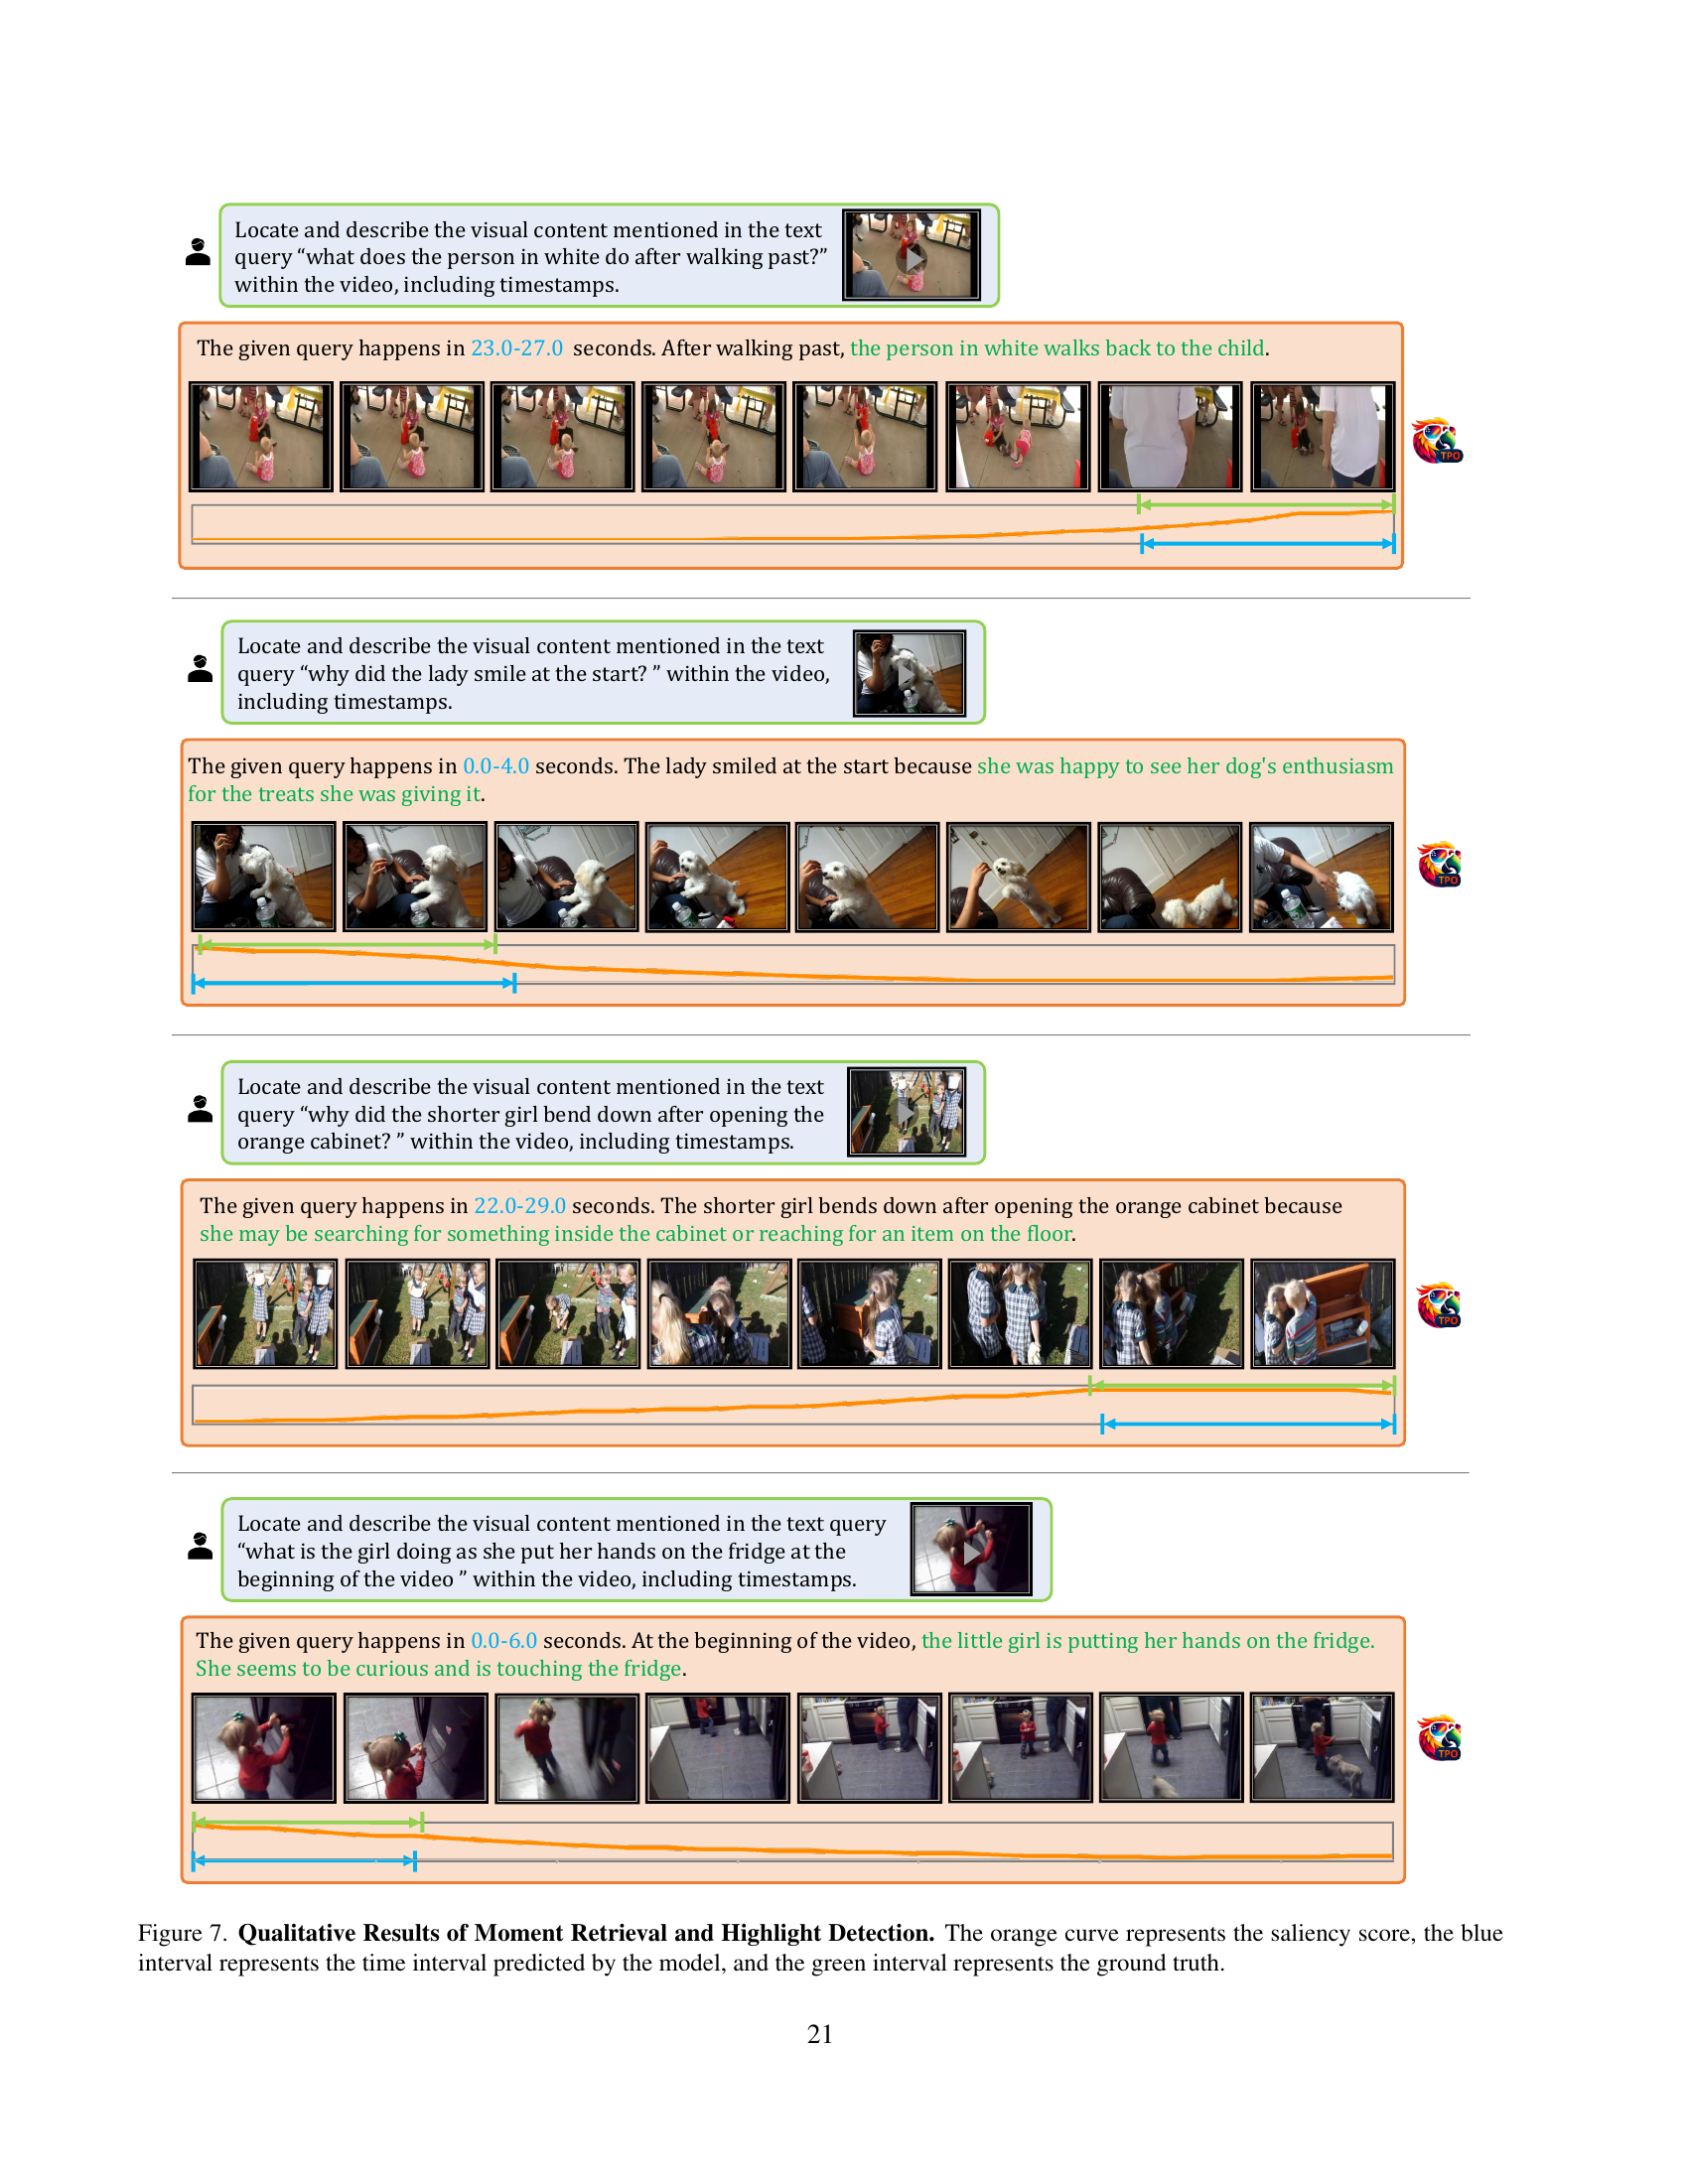 Locate and describe the visual content mentioned in the text
query “what does the person in white do after walking past?”
within the video, including timestamps.
The given query happens in 23.0-27.0 seconds. After walking past, the person in white walks back to the child.
TPO
Locate and describe the visual content mentioned in the text
query “why did the lady smile at the start? ” within the video,
including timestamps.
The given query happens in 0.0-4.0 seconds. The lady smiled at the start because she was happy to see her dog's enthusiasm
for the treats she was giving it.
TPO
Locate and describe the visual content mentioned in the text
query “why did the shorter girl bend down after opening the
orange cabinet? ” within the video, including timestamps.
The given query happens in 22.0-29.0 seconds. The shorter girl bends down after opening the orange cabinet because
she may be searching for something inside the cabinet or reaching for an item on the floor.
TPO
Locate and describe the visual content mentioned in the text query
“what is the girl doing as she put her hands on the fridge at the
beginning of the video ” within the video, including timestamps.
The given query happens in 0.0-6.0 seconds. At the beginning of the video, the little girl is putting her hands on the fridge.
She seems to be curious and is touching the fridge.
TPO
Figure 7. Qualitative Results of Moment Retrieval and Highlight Detection. The orange curve represents the saliency score, the blue
interval represents the time interval predicted by the model, and the green interval represents the ground truth.
21